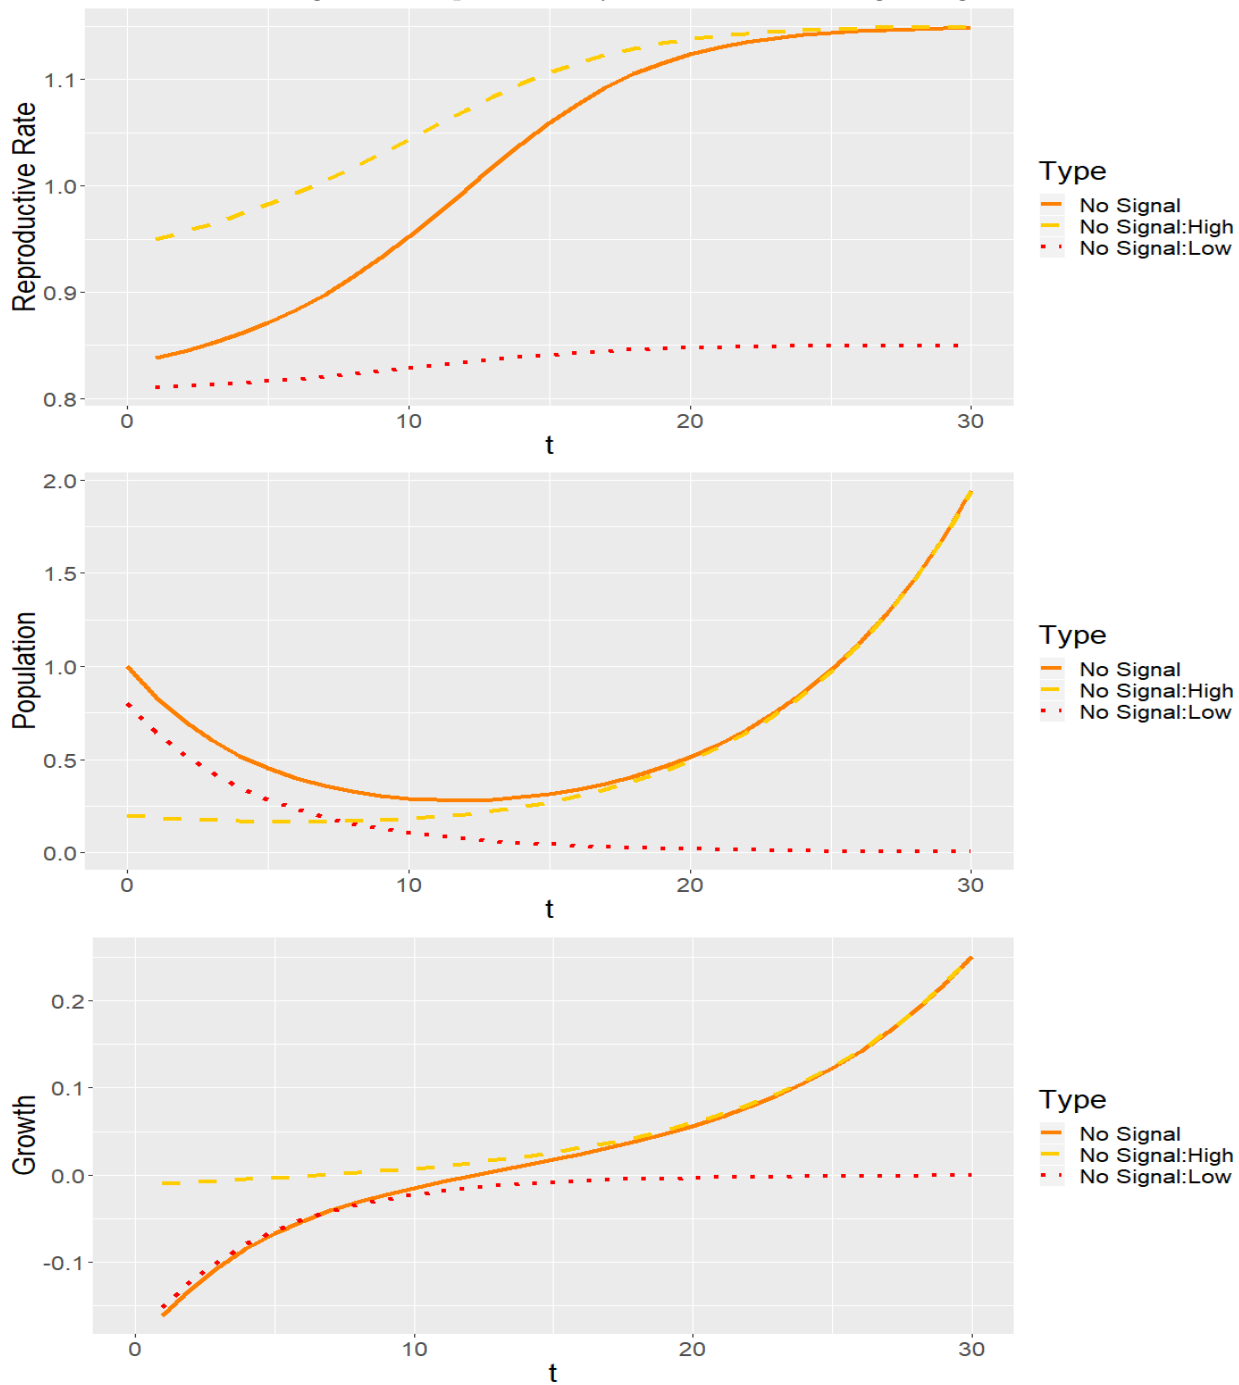 Reproductive Rate
1.1
1.0
0.9
0.8
0
10
20
30
t
Type
No Signal
No Signal:High
No Signal:Low
Population
2.0
1.5
1.0
0.5
0.0
0
10
20
30
t
Type
No Signal
No Signal:High
No Signal:Low
Growth
0.2
0.1
0.0
-0.1
0
10
20
30
t
Type
No Signal
No Signal:High
No Signal:Low